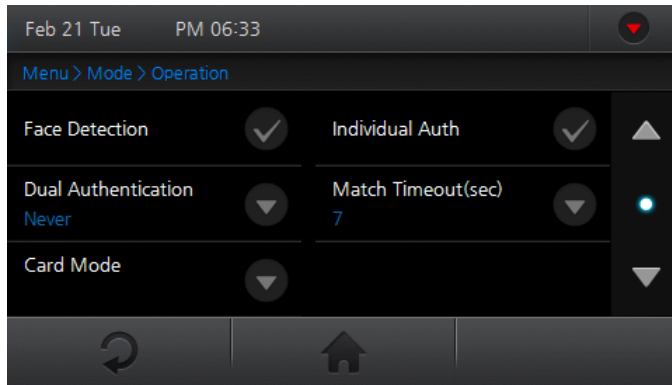 Feb 21 Tue PM 06:33
Menu > Mode > Operation
Face Detection
Individual Auth
Dual Authentication
Never
Match Timeout(sec)
7
Card Mode